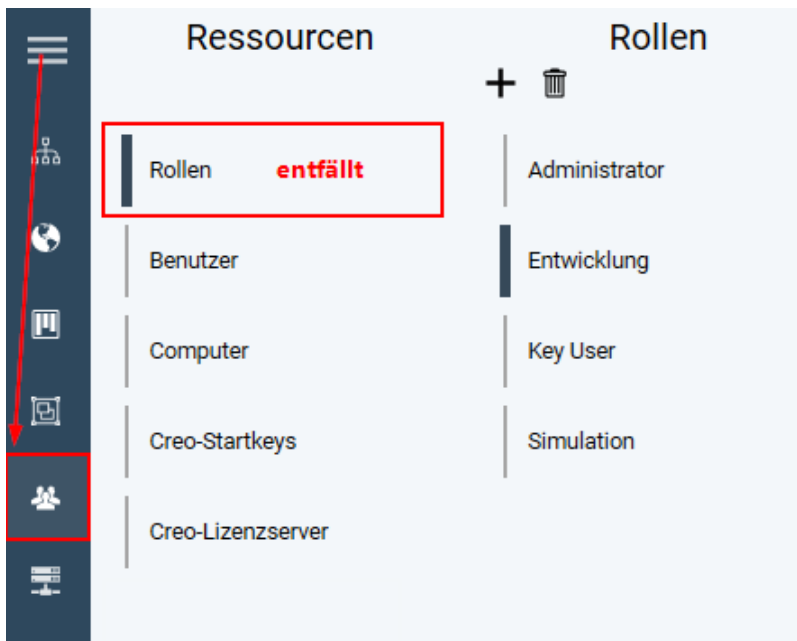 Ressourcen
Rollen entfällt
Benutzer
Computer
Creo-Startkeys
Creo-Lizenzserver
Rollen
Administrator
Entwicklung
Key User
Simulation